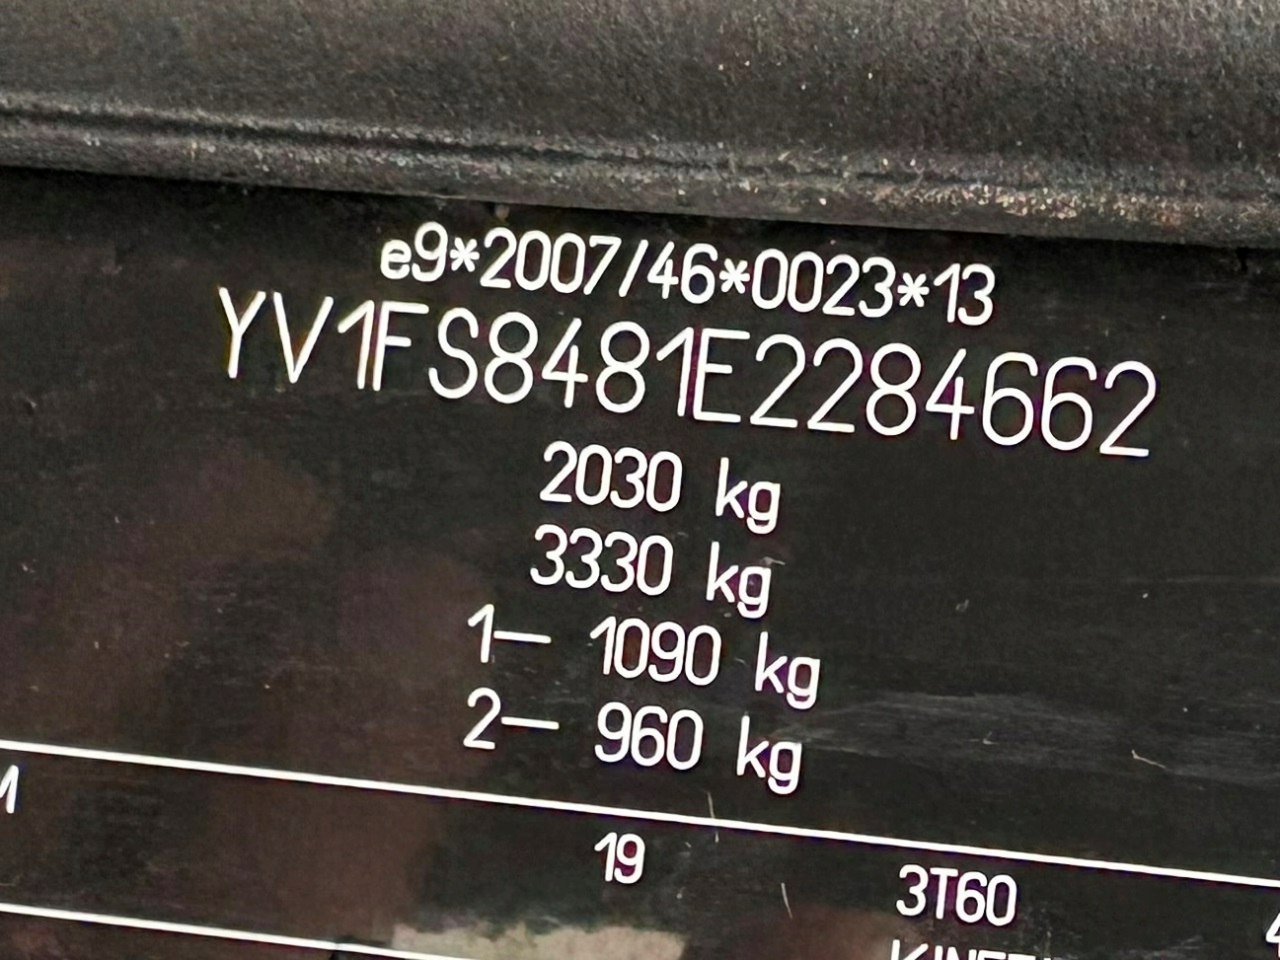 e9*2007/46*0023*13
YV1FS8481E2284662
2030 kg
3330 kg
1– 1090 kg
2– 960 kg
19 3T60